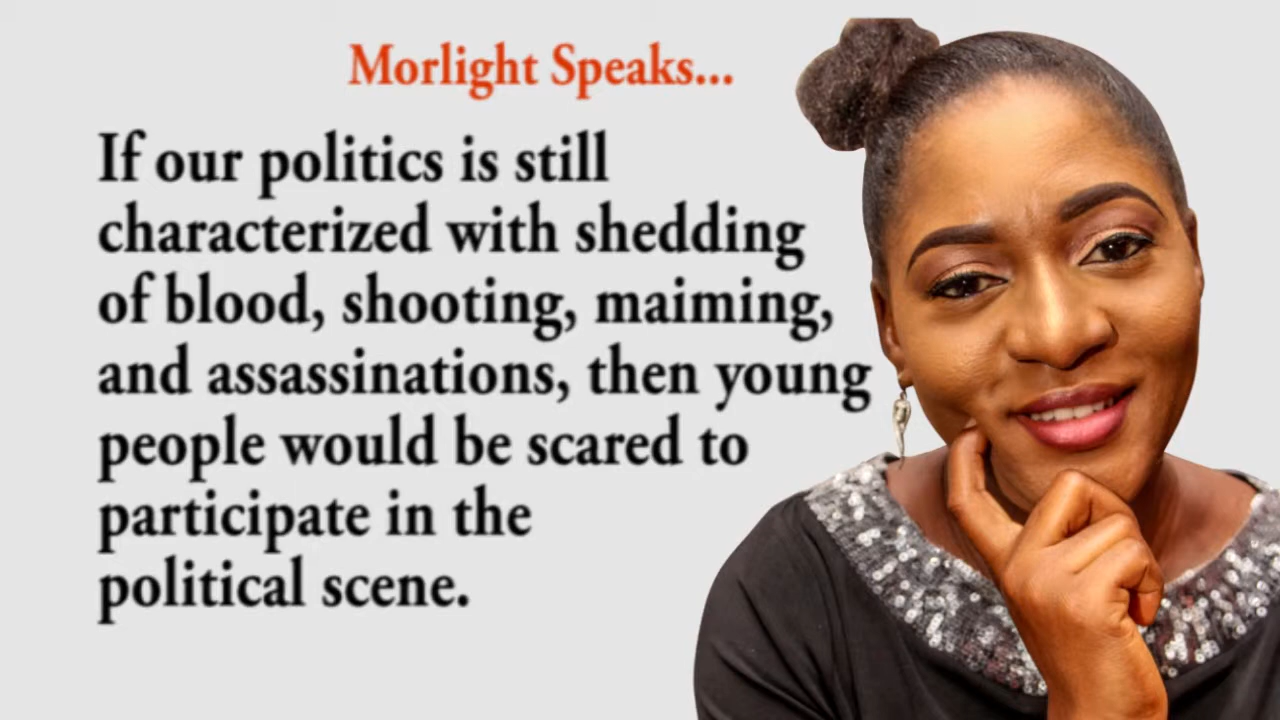 Morlight Speaks...
If our politics is still
characterized with shedding
of blood, shooting, maiming,
and assassinations, then young
people would be scared to
participate in the
political scene.